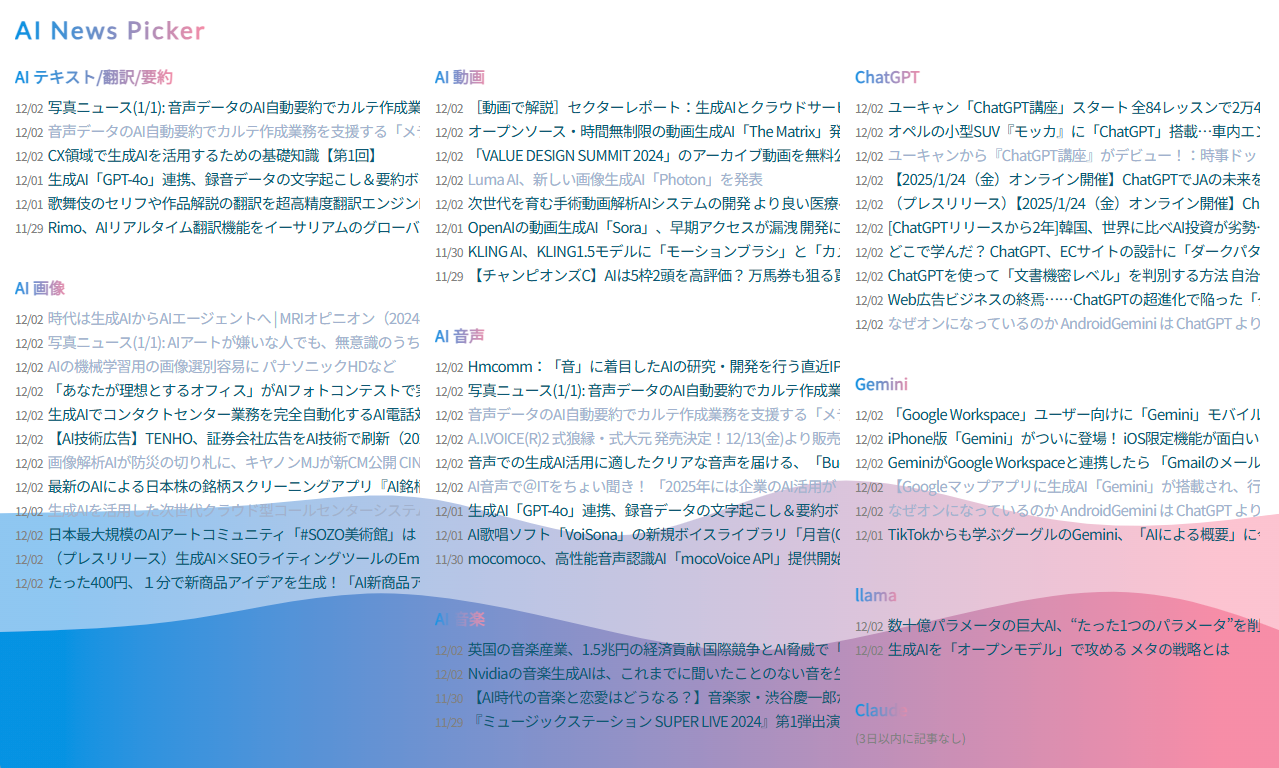 AI News Picker
AI テキスト/翻訳/要約
12/02 写真ニュース(1/1): 音声データのAI自動要約でカルテ作成業
12/02 音声データのAI自動要約でカルテ作成業務を支援する「メデ
12/02 CX領域で生成AIを活用するための基礎知識【第1回】
12/01 生成AI「GPT-4o」連携、録音データの文字起こし＆要約ボ
12/01 歌舞伎のセリフや作品解説の翻訳を超高精度翻訳エンジン
11/29 Rimo、AIリアルタイム翻訳機能をイーサリアムのグローバ
AI 画像
12/02 時代は生成AIからAIエージェントへ | MRIオピニオン（2024
12/02 写真ニュース(1/1): AIアートが嫌いな人でも、無意識のうち
12/02 AIの機械学習用の画像選別容易に パナソニックHDなど
12/02 「あなたが理想とするオフィス」がAIフォトコンテストで
12/02 生成AIでコンタクトセンター業務を完全自動化するAI電話
12/02 【AI技術広告】TENHO、証券会社広告をAI技術で刷新（20
12/02 画像解析AIが防災の切り札に、キヤノンMJが新CM公開 CIN
12/02 最新のAIによる日本株の銘柄スクリーニングアプリ『AI銘柄
12/02 生成AIを活用した次世代クラウド型コールセンターシステ
12/02 日本最大規模のAIアートコミュニティ「#SOZO美術館」は
12/02 （プレスリリース）生成AI×SEOライティングツールのEm
12/02 たった400円、１分で新商品アイデアを生成！「AI新商品ア
AI 動画
12/02 ［動画で解説］セクターレポート：生成AIとクラウドサー
12/02 オープンソース・時間無制限の動画生成AI「The Matrix」発
12/02 「VALUE DESIGN SUMMIT 2024」のアーカイブ動画を無料
12/02 Luma AI、新しい画像生成AI「Photon」を発表
12/02 次世代を育む手術動画解析AIシステムの開発 より良い医療
12/01 OpenAIの動画生成AI「Sora」、早期アクセスが漏洩 開発に
11/30 KLING AI、KLING1.5モデルに「モーションブラシ」と「カ
11/29 【チャンピオンズC】AIは5枠2頭を高評価？ 万馬券も狙える
AI 音声
12/02 Hmcomm：「音」に着目したAIの研究・開発を行う直近IP
12/02 写真ニュース(1/1): 音声データのAI自動要約でカルテ作成業
12/02 音声データのAI自動要約でカルテ作成業務を支援する「メデ
12/02 A.I.VOICE(R)2 式狼縁・式大元 発売決定！12/13(金)より販売
12/02 音声での生成AI活用に適したクリアな音声を届ける、「Bu
12/02 AI音声で＠ITをちょい聞き！「2025年には企業のAI活用が
12/01 生成AI「GPT-4o」連携、録音データの文字起こし＆要約ボ
12/01 AI歌唱ソフト「VoiSona」の新規ボイスライブラリ「月音(
11/30 mocomoco、高性能音声認識AI「mocoVoice API」提供開始
AI 音楽
12/02 英国の音楽産業、1.5兆円の経済貢献 国際競争とAI脅威で「
12/02 Nvidiaの音楽生成AIは、これまでに聞いたことのない音を生
11/30 【AI時代の音楽と恋愛はどうなる？】音楽家・渋谷慶一郎
11/29 『ミュージックステーション SUPER LIVE 2024』第1弾出演
ChatGPT
12/02 ユーキャン「ChatGPT講座」スタート 全84レッスンで2万4
12/02 オペルの小型SUV『モッカ』に「ChatGPT」搭載…車内エン
12/02 ユーキャンから『ChatGPT講座』がデビュー！：時事ドッ
12/02 【2025/1/24（金）オンライン開催】ChatGPTでJAの未来を
12/02 （プレスリリース）【2025/1/24（金）オンライン開催】Ch
12/02 [ChatGPTリリースから2年]韓国、世界に比べAI投資が劣勢
12/02 どこで学んだ？ ChatGPT、ECサイトの設計に「ダークパタ
12/02 ChatGPTを使って「文書機密レベル」を判別する方法 自治
12/02 Web広告ビジネスの終焉……ChatGPTの超進化で陥った「
12/02 なぜオンになっているのか AndroidGemini は ChatGPT より
Gemini
12/02 「Google Workspace」ユーザー向けに「Gemini」モバイル
12/02 iPhone版「Gemini」がついに登場！ iOS限定機能が面白い
12/02 GeminiがGoogle Workspaceと連携したら 「Gmailのメール
12/02 【Googleマップアプリに生成AI「Gemini」が搭載され、行
12/02 なぜオンになっているのか AndroidGemini は ChatGPT より
12/01 TikTokからも学ぶグーグルのGemini、「AIによる概要」に
llama
12/02 数十億パラメータの巨大AI、“たった1つのパラメータ”を削
12/02 生成AIを「オープンモデル」で攻める メタの戦略とは
Claude
(3日以内に記事なし)